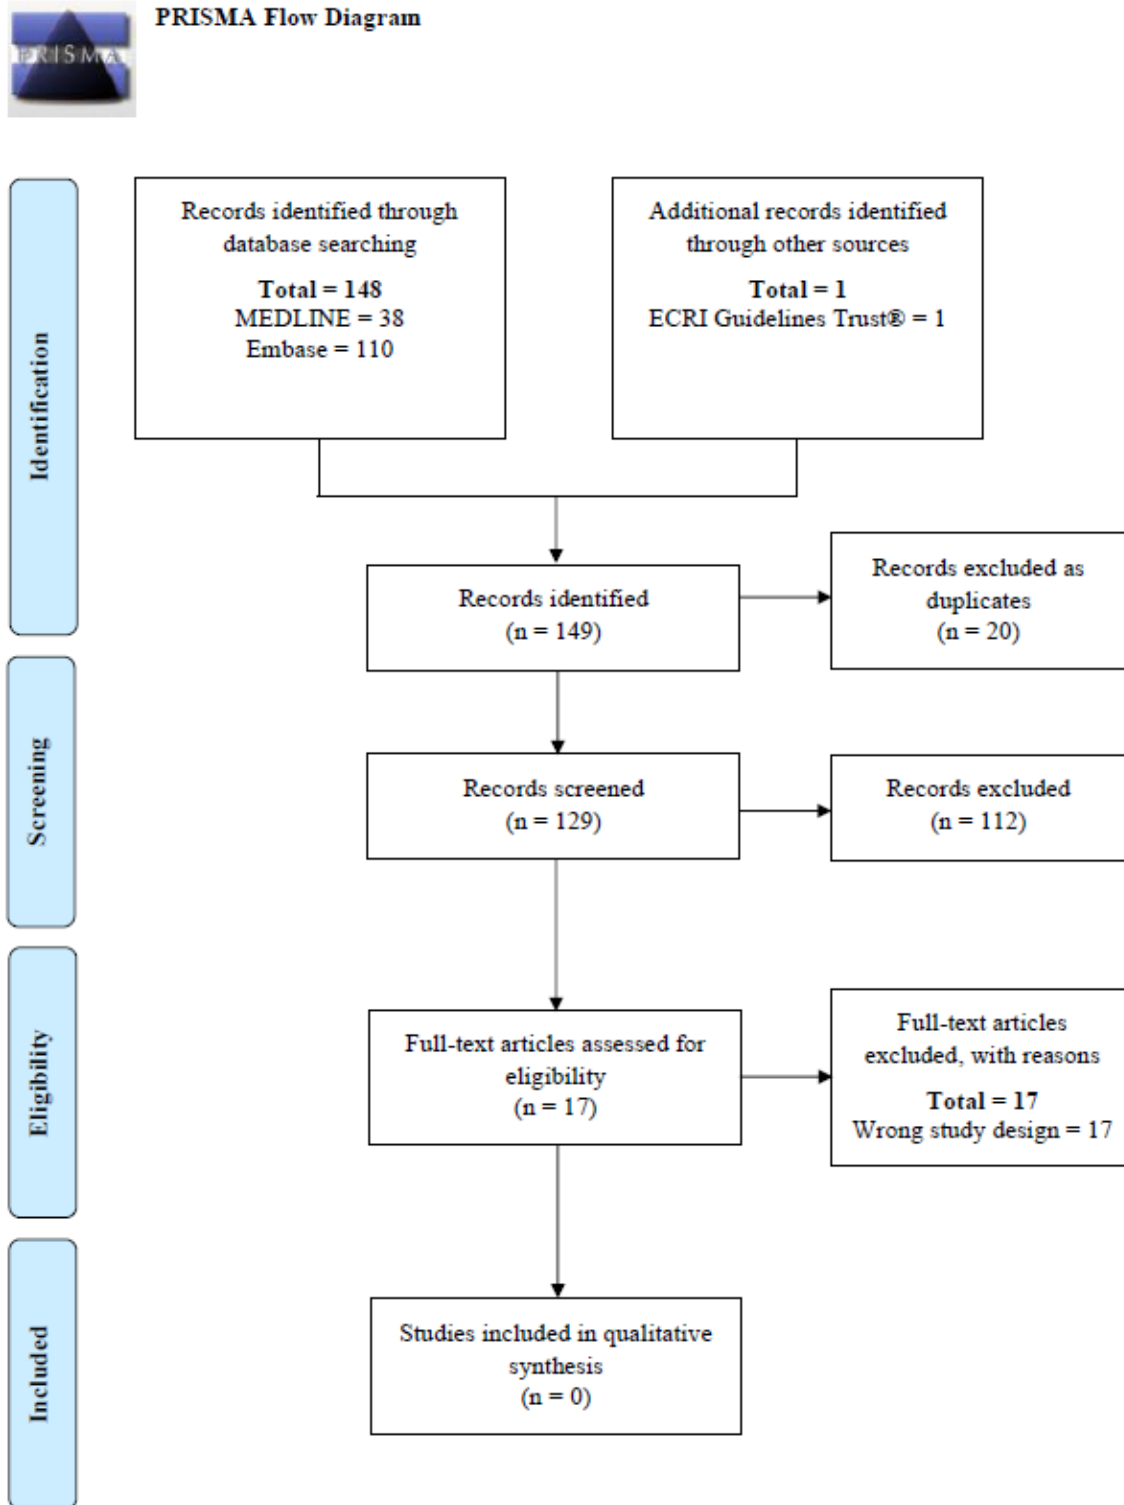 PRISMA Flow Diagram
PRISMA
Identification
Records identified through
database searching
Total = 148
MEDLINE = 38
Embase = 110
Additional records identified
through other sources
Total = 1
ECRI Guidelines Trust® = 1
Records identified
(n = 149)
Records excluded as
duplicates
(n = 20)
Screening
Records screened
(n = 129)
Records excluded
(n = 112)
Eligibility
Full-text articles assessed for
eligibility
(n = 17)
Full-text articles
excluded, with reasons
Total = 17
Wrong study design = 17
Included
Studies included in qualitative
synthesis
(n = 0)